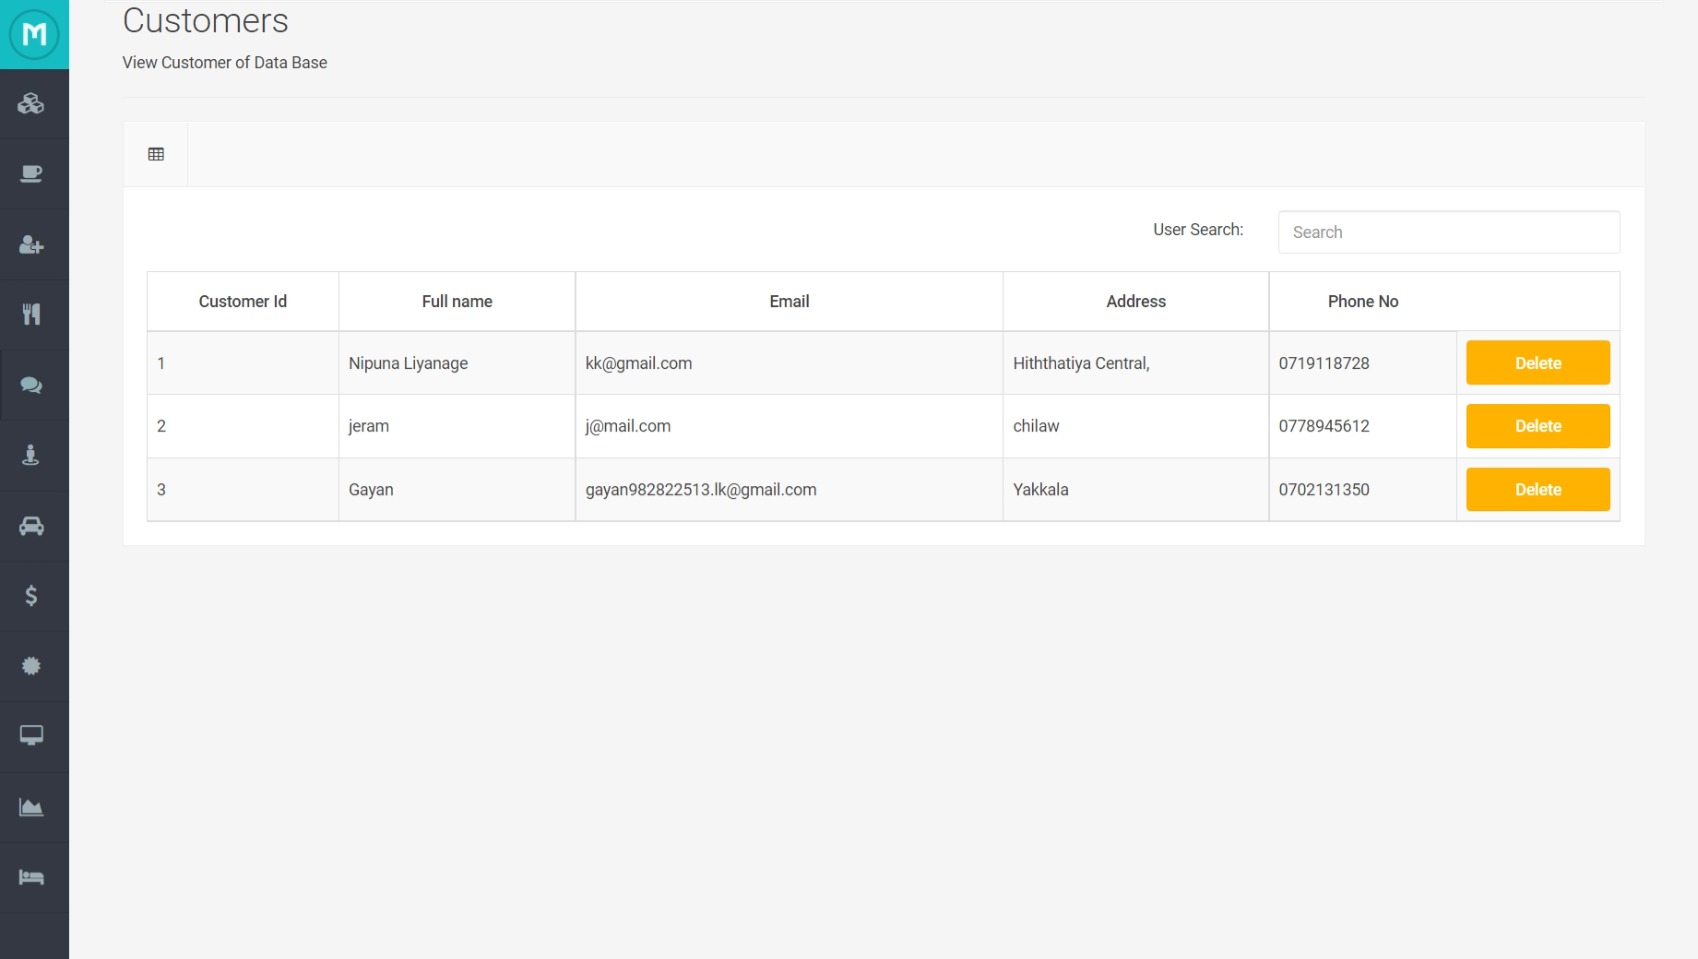 M
Customers
View Customer of Data Base
User Search: Search
Customer Id Full name Email Address Phone No
1 Nipuna Liyanage kk@gmail.com Hiththatiya Central, 0719118728 Delete
2 jeram j@mail.com chilaw 0778945612 Delete
3 Gayan gayan982822513.lk@gmail.com Yakkala 0702131350 Delete